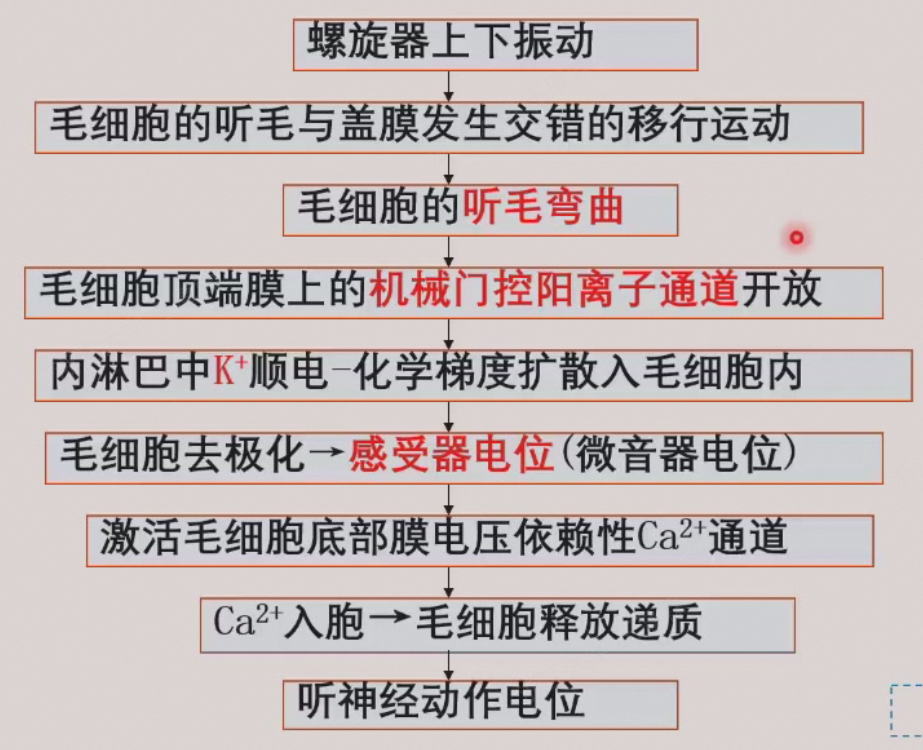 螺旋器上下振动
毛细胞的听毛与盖膜发生交错的移行运动
毛细胞的听毛弯曲
毛细胞顶端膜上的机械门控阳离子通道开放
内淋巴中K⁺顺电-化学梯度扩散入毛细胞内
毛细胞去极化→感受器电位(微音器电位)
激活毛细胞底部膜电压依赖性Ca²⁺通道
Ca²⁺入胞→毛细胞释放递质
听神经动作电位